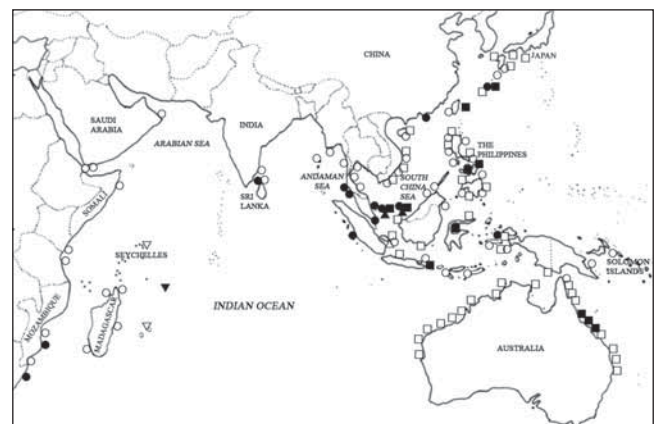 CHINA
JAPAN
SAUDI
ARABIA
INDIA
ARABIAN SEA
THE
PHILIPPINES
ANDAMAN
SEA
SOUTH
CHINA
SEA
SRI
LANKA
SOMALI
SEYCHELLES
SOLOMON
ISLANDS
INDIAN OCEAN
MOZAMBIQUE
MADAGASCAR
AUSTRALIA